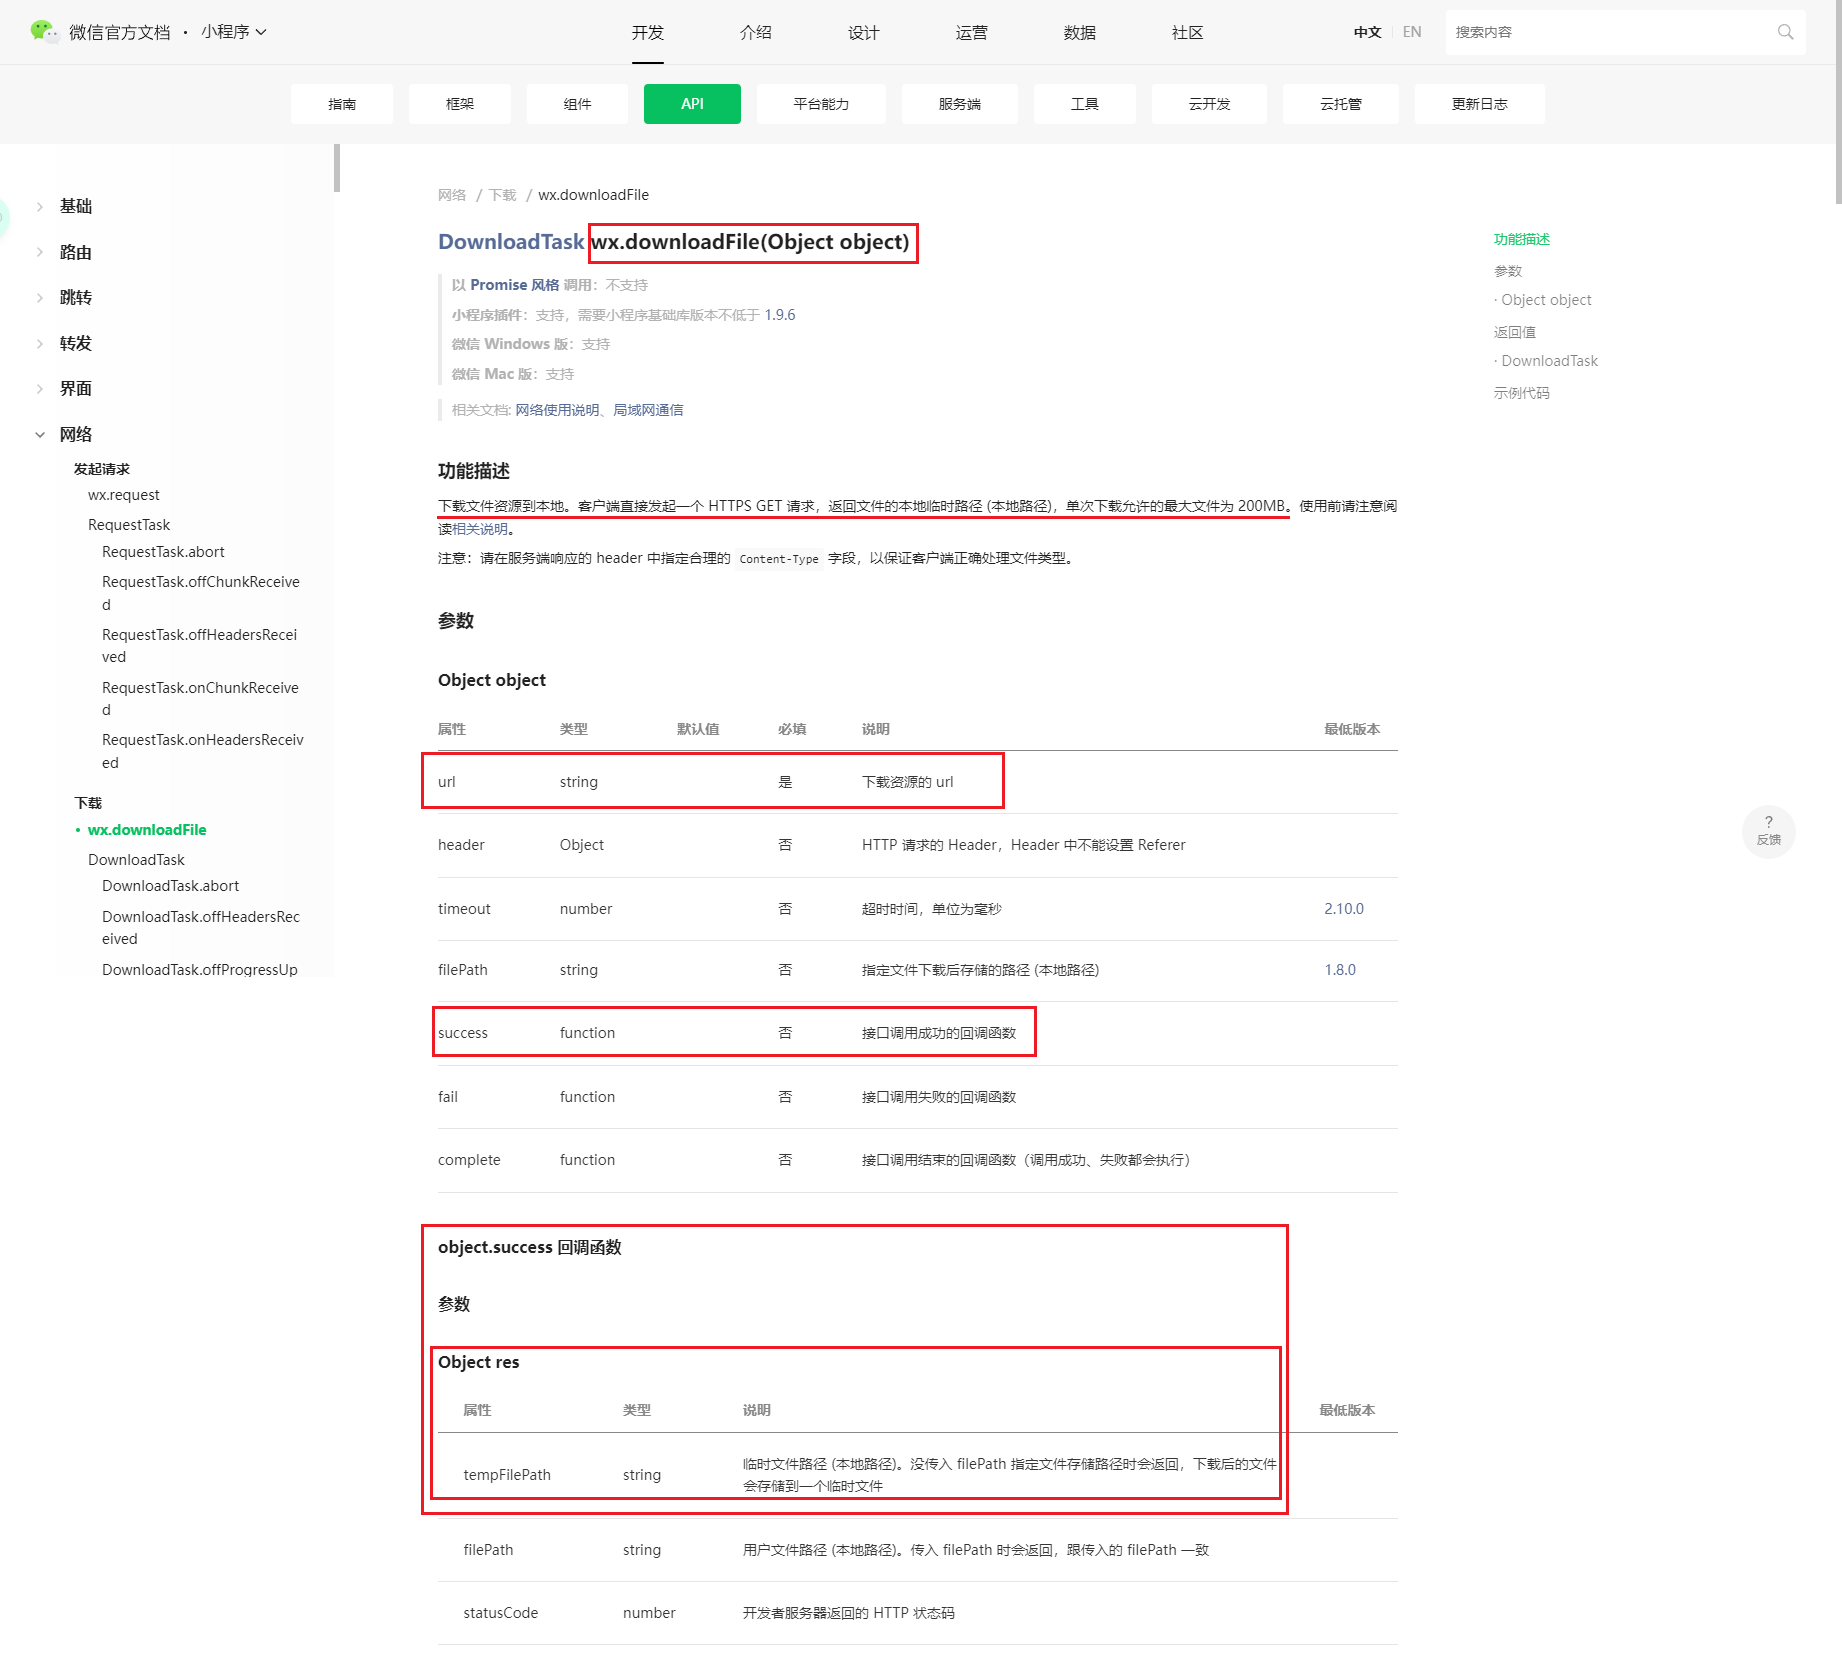 微信官方文档 · 小程序
开发 介绍 设计 运营 数据 社区
中文 EN
搜索内容
指南 框架 组件 API 平台能力 服务端 工具 云开发 云托管 更新日志
基础
路由
跳转
转发
界面
网络
发起请求
wx.request
RequestTask
RequestTask.abort
RequestTask.offChunkReceive
d
RequestTask.offHeadersRecei
ved
RequestTask.onChunkReceive
d
RequestTask.onHeadersReceiv
ed
下载
• wx.downloadFile
DownloadTask
DownloadTask.abort
DownloadTask.offHeadersRec
eived
DownloadTask.offProgressUp
网络 / 下载 / wx.downloadFile
DownloadTask wx.downloadFile(Object object)
以 Promise 风格 调用：不支持
小程序插件：支持，需要小程序基础库版本不低于 1.9.6
微信 Windows 版：支持
微信 Mac 版：支持
相关文档: 网络使用说明、局域网通信
功能描述
下载文件资源到本地。客户端直接发起一个 HTTPS GET 请求，返回文件的本地临时路径 (本地路径)，单次下载允许的最大文件为 200MB。使用前请注意阅
读相关说明。
注意：请在服务端响应的 header 中指定合理的 Content-Type 字段，以保证客户端正确处理文件类型。
参数
Object object
属性 类型 默认值 必填 说明 最低版本
url string 是 下载资源的 url
header Object 否 HTTP 请求的 Header，Header 中不能设置 Referer
timeout number 否 超时时间，单位为毫秒 2.10.0
filePath string 否 指定文件下载后存储的路径 (本地路径) 1.8.0
success function 否 接口调用成功的回调函数
fail function 否 接口调用失败的回调函数
complete function 否 接口调用结束的回调函数（调用成功、失败都会执行）
object.success 回调函数
参数
Object res
属性 类型 说明 最低版本
tempFilePath string 临时文件路径 (本地路径)。没传入 filePath 指定文件存储路径时会返回，下载后的文件
会存储到一个临时文件
filePath string 用户文件路径 (本地路径)。传入 filePath 时会返回，跟传入的 filePath 一致
statusCode number 开发者服务器返回的 HTTP 状态码
功能描述
参数
· Object object
返回值
· DownloadTask
示例代码
?
反馈